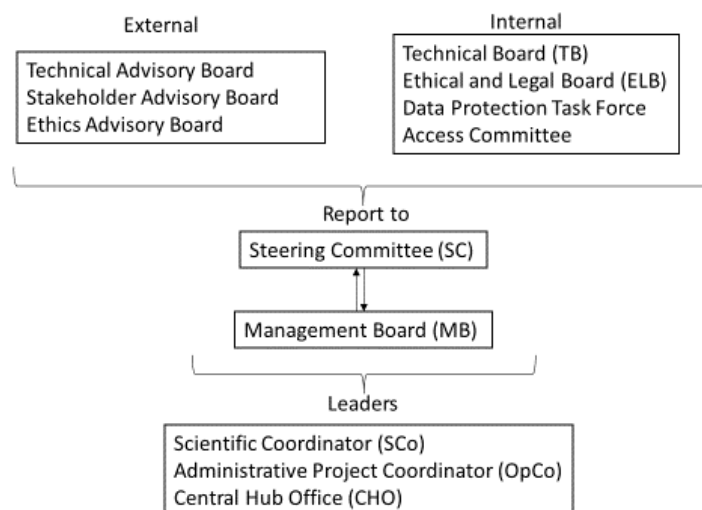 External
Technical Advisory Board
Stakeholder Advisory Board
Ethics Advisory Board
Internal
Technical Board (TB)
Ethical and Legal Board (ELB)
Data Protection Task Force
Access Committee
Report to
Steering Committee (SC)
Management Board (MB)
Leaders
Scientific Coordinator (SCo)
Administrative Project Coordinator (OpCo)
Central Hub Office (CHO)